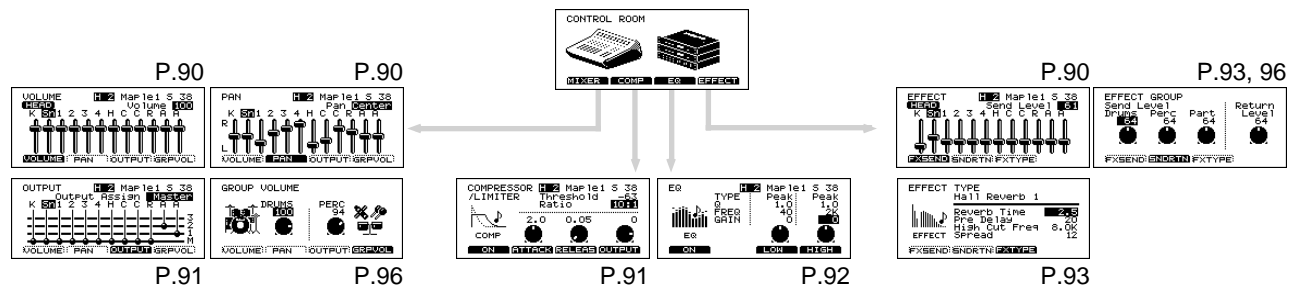 CONTROL ROOM
MIXER COMP EQ EFFECT
P.90
VOLUME H 2 Maple1 S 38
HEAD Volume 100
K Sn 1 2 3 4 H C C R A A
VOLUME PAN OUTPUT GRPVOL
P.90
PAN H 2 Maple1 S 38
Pan Center
K Sn 1 2 3 4 H C C R A A
R
L
VOLUME PAN OUTPUT GRPVOL
OUTPUT H 2 Maple1 S 38
Output Assign Master
K Sn 1 2 3 4 H C C R A A
3
2
1
M
VOLUME PAN OUTPUT GRPVOL
P.91
GROUP VOLUME
DRUMS PERC
100 94
VOLUME PAN OUTPUT GRPVOL
P.96
COMPRESSOR H 2 Maple1 S 38
/LIMITER Threshold -63
Ratio 10:1
2.0 0.05 0
COMP
ON ATTACK RELEAS OUTPUT
P.91
EQ H 2 Maple1 S 38
TYPE Peak Peak
Q 1.0 1.0
FREQ 40 2K
GAIN 0 0
EQ
ON LOW HIGH
P.92
P.90
EFFECT H 2 Maple1 S 38
HEAD Send Level 61
K Sn 1 2 3 4 H C C R A A
FXSEND SNDRTN FXTYPE
P.93, 96
EFFECT GROUP
Send Level Return
Drums Perc Part Level
64 64 64 64
FXSEND SNDRTN FXTYPE
EFFECT TYPE
Hall Reverb 1
Reverb Time 2.5
Pre Delay 20
High Cut Freq 8.0K
Spread 12
EFFECT
FXSEND SNDRTN FXTYPE
P.93